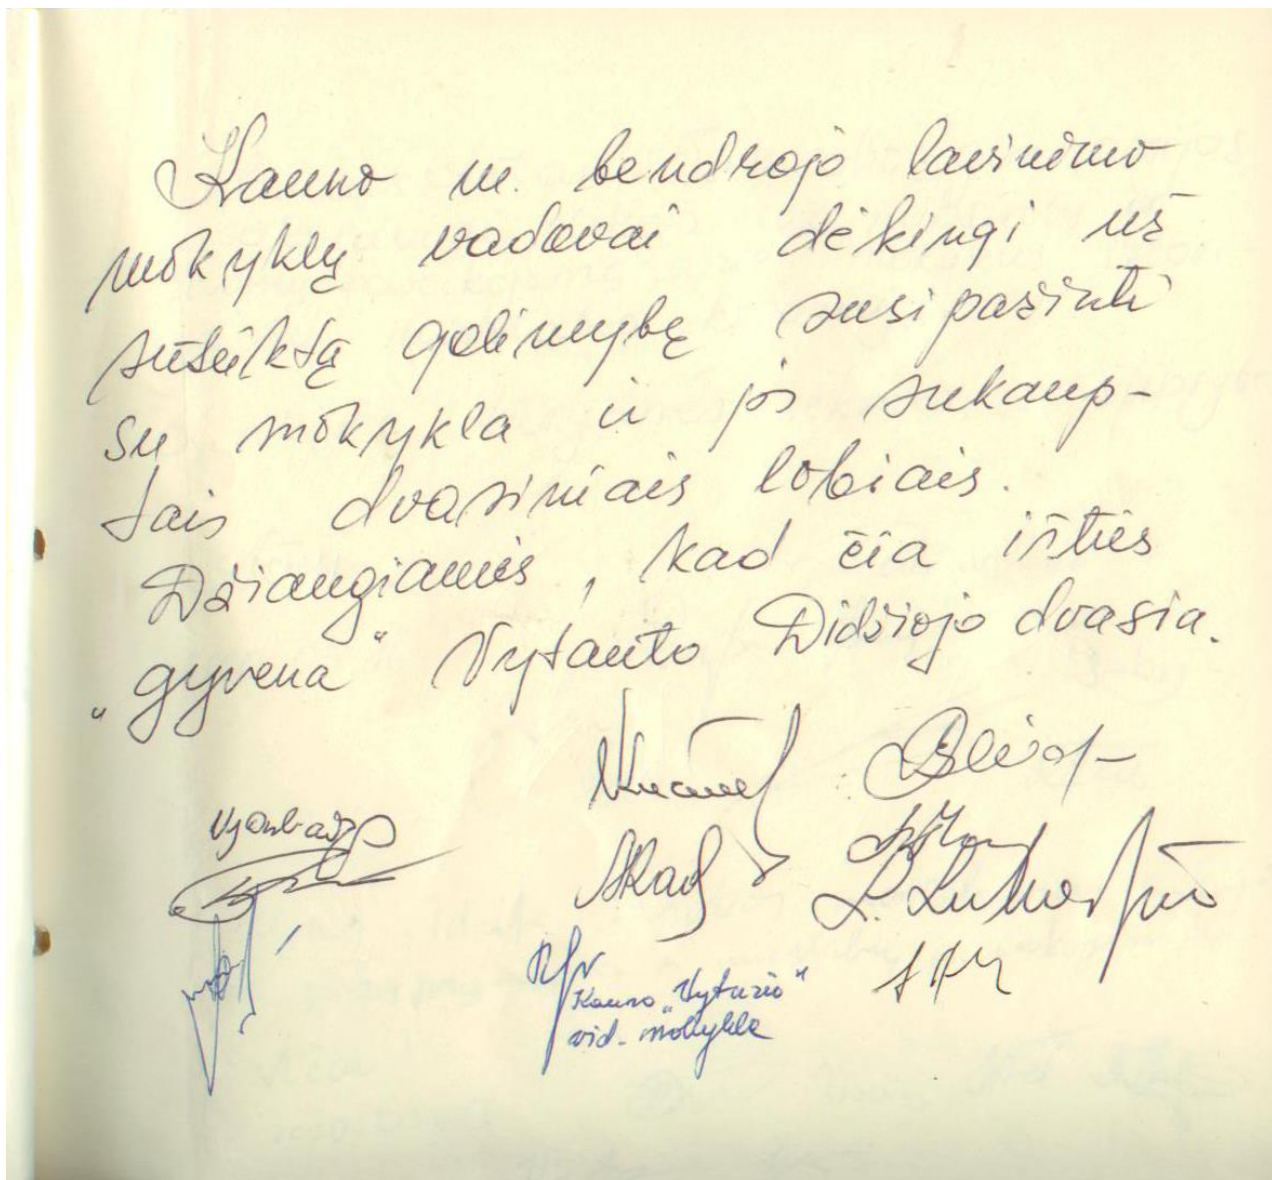 Kauno m. bendrojo lavinimo
mokyklų vadovai dėkingi už
suteiktą galimybę susipažinti
su mokykla ir jos sukaup-
tais dvasiniais lobiais.
Džiaugiamės, kad čia išties
„gyvena“ Vytauto Didžiojo dvasia.
Kauno „Vyturio“
vid. mokykla